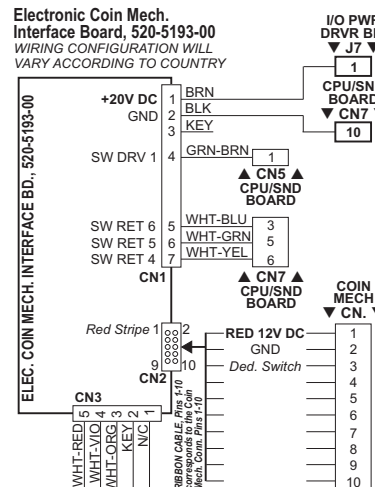 Electronic Coin Mech.
Interface Board, 520-5193-00
WIRING CONFIGURATION WILL
VARY ACCORDING TO COUNTRY
I/O PWR
▼ J7 ▼
1
CPU/SND
BOARD
▼ CN7 ▼
10
ELEC. COIN MECH. INTERFACE BD., 520-5193-00
+20V DC 1 BRN
GND 2 BLK
3 KEY
SW DRV 1 4 GRN-BRN 1
▲ CN5 ▲
CPU/SND
BOARD
SW RET 6 5 WHT-BLU 3
SW RET 5 6 WHT-GRN 5
SW RET 4 7 WHT-YEL 6
CN1
▲ CN7 ▲
CPU/SND
BOARD
Red Stripe 1 2
9 10
CN2
RED 12V DC
GND
Ded. Switch
COIN
MECH
▼ CN. ▼
1
2
3
4
5
6
7
8
9
10
RIBBON CABLE, Pins 1-10
corresponds to the Coin
Mech. Conn. Pins 1-10
CN3
5 4 3 2 1
WHT-RED
WHT-VIO
WHT-ORG
KEY
N/C